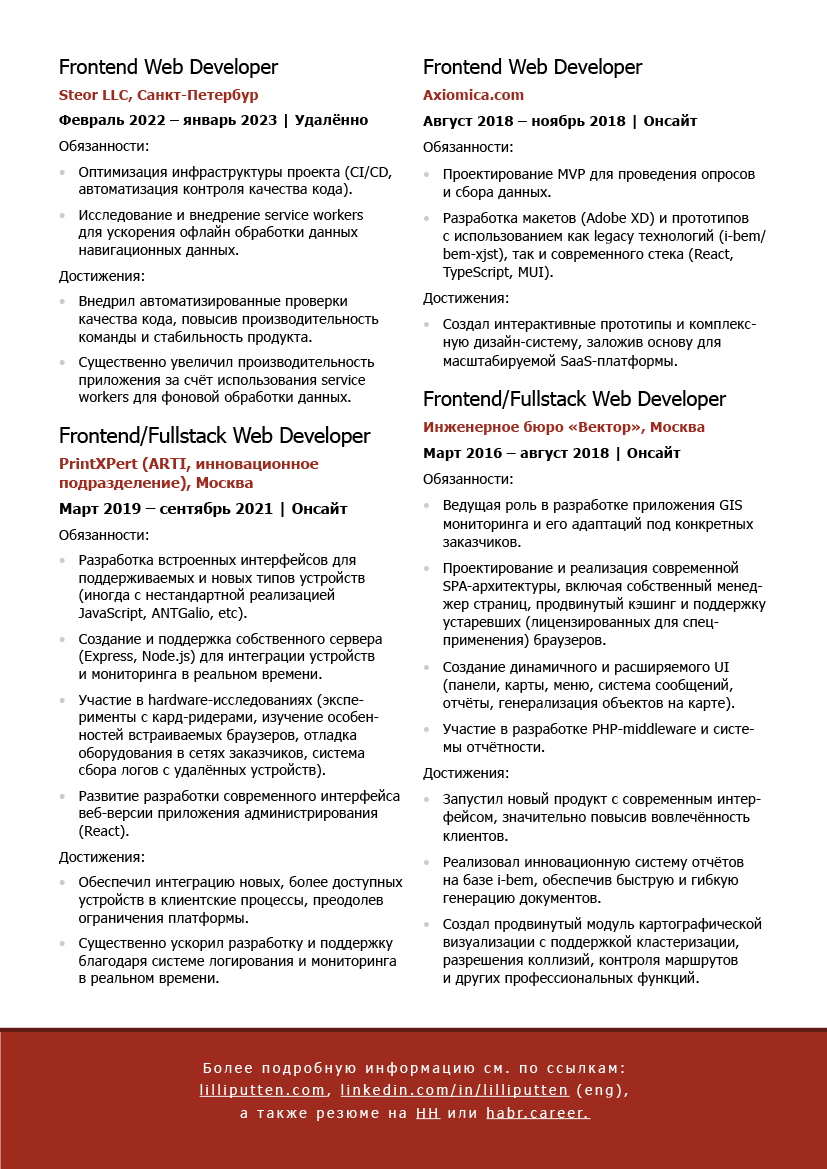 Frontend Web Developer
Steor LLC, Санкт-Петербур
Февраль 2022 – январь 2023 | Удалённо
Обязанности:
Оптимизация инфраструктуры проекта (CI/CD,
автоматизация контроля качества кода).
Исследование и внедрение service workers
для ускорения офлайн обработки данных
навигационных данных.
Достижения:
Внедрил автоматизированные проверки
качества кода, повысив производительность
команды и стабильность продукта.
Существенно увеличил производительность
приложения за счёт использования service
workers для фоновой обработки данных.
Frontend/Fullstack Web Developer
PrintXPert (ARTI, инновационное
подразделение), Москва
Март 2019 – сентябрь 2021 | Онсайт
Обязанности:
Разработка встроенных интерфейсов для
поддерживаемых и новых типов устройств
(иногда с нестандартной реализацией
JavaScript, ANTGalio, etc).
Создание и поддержка собственного сервера
(Express, Node.js) для интеграции устройств
и мониторинга в реальном времени.
Участие в hardware-исследованиях (экспе-
рименты с кард-ридерами, изучение особен-
ностей встраиваемых браузеров, отладка
оборудования в сетях заказчиков, система
сбора логов с удалённых устройств).
Развитие разработки современного интерфейса
веб-версии приложения администрирования
(React).
Достижения:
Обеспечил интеграцию новых, более доступных
устройств в клиентские процессы, преодолев
ограничения платформы.
Существенно ускорил разработку и поддержку
благодаря системе логирования и мониторинга
в реальном времени.
Frontend Web Developer
Axiomica.com
Август 2018 – ноябрь 2018 | Онсайт
Обязанности:
Проектирование MVP для проведения опросов
и сбора данных.
Разработка макетов (Adobe XD) и прототипов
с использованием как legacy технологий (i-bem/
bem-xjst), так и современного стека (React,
TypeScript, MUI).
Достижения:
Создал интерактивные прототипы и комплекс-
ную дизайн-систему, заложив основу для
масштабируемой SaaS-платформы.
Frontend/Fullstack Web Developer
Инженерное бюро «Вектор», Москва
Март 2016 – август 2018 | Онсайт
Обязанности:
Ведущая роль в разработке приложения GIS
мониторинга и его адаптаций под конкретных
заказчиков.
Проектирование и реализация современной
SPA-архитектуры, включая собственный менед-
жер страниц, продвинутый кэшинг и поддержку
устаревших (лицензированных для спец-
применения) браузеров.
Создание динамичного и расширяемого UI
(панели, карты, меню, система сообщений,
отчёты, генерализация объектов на карте).
Участие в разработке PHP-middleware и систе-
мы отчётности.
Достижения:
Запустил новый продукт с современным интер-
фейсом, значительно повысив вовлечённость
клиентов.
Реализовал инновационную систему отчётов
на базе i-bem, обеспечив быструю и гибкую
генерацию документов.
Создал продвинутый модуль картографической
визуализации с поддержкой кластеризации,
разрешения коллизий, контроля маршрутов
и других профессиональных функций.
Более подробную информацию см. по ссылкам:
lilliputten.com, linkedin.com/in/lilliputten (eng),
а также резюме на HH или habr.career.